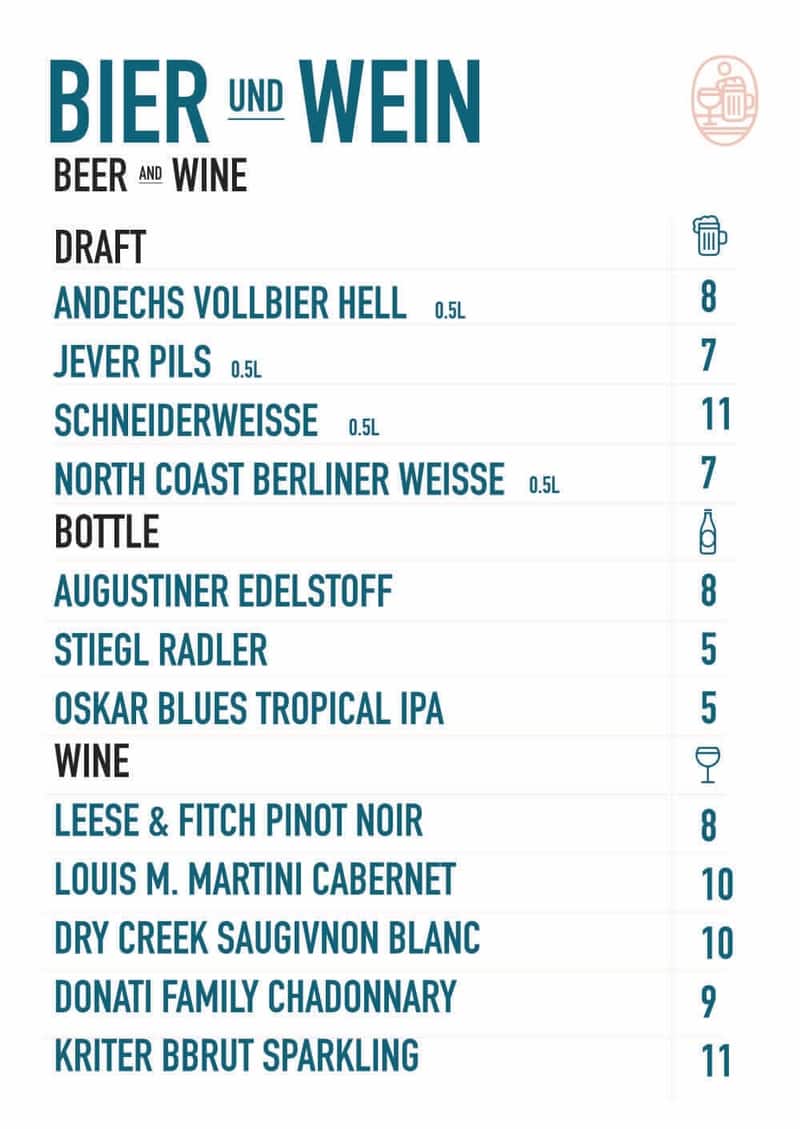 BIER UND WEIN
BEER AND WINE
DRAFT
ANDECHS VOLLBIER HELL 0.5L 8
JEVER PILS 0.5L 7
SCHNEIDERWEISSE 0.5L 11
NORTH COAST BERLINER WEISSE 0.5L 7
BOTTLE
AUGUSTINER EDELSTOFF 8
STIEGL RADLER 5
OSKAR BLUES TROPICAL IPA 5
WINE
LEESE & FITCH PINOT NOIR 8
LOUIS M. MARTINI CABERNET 10
DRY CREEK SAUGIVNON BLANC 10
DONATI FAMILY CHADONNARY 9
KRITER BBRUT SPARKLING 11